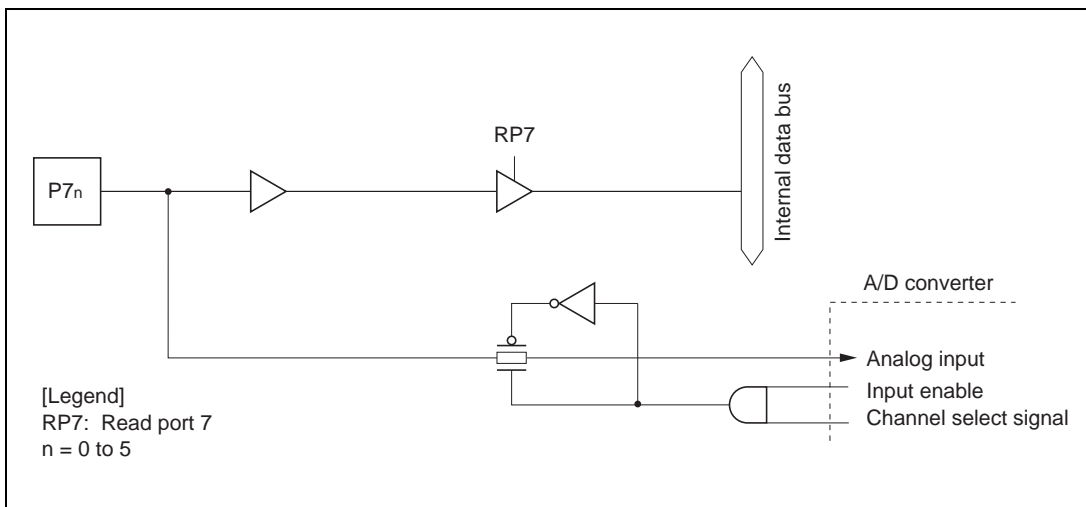 RP7
P7n
Internal data bus
A/D converter
Analog input
Input enable
Channel select signal
[Legend]
RP7: Read port 7
n = 0 to 5